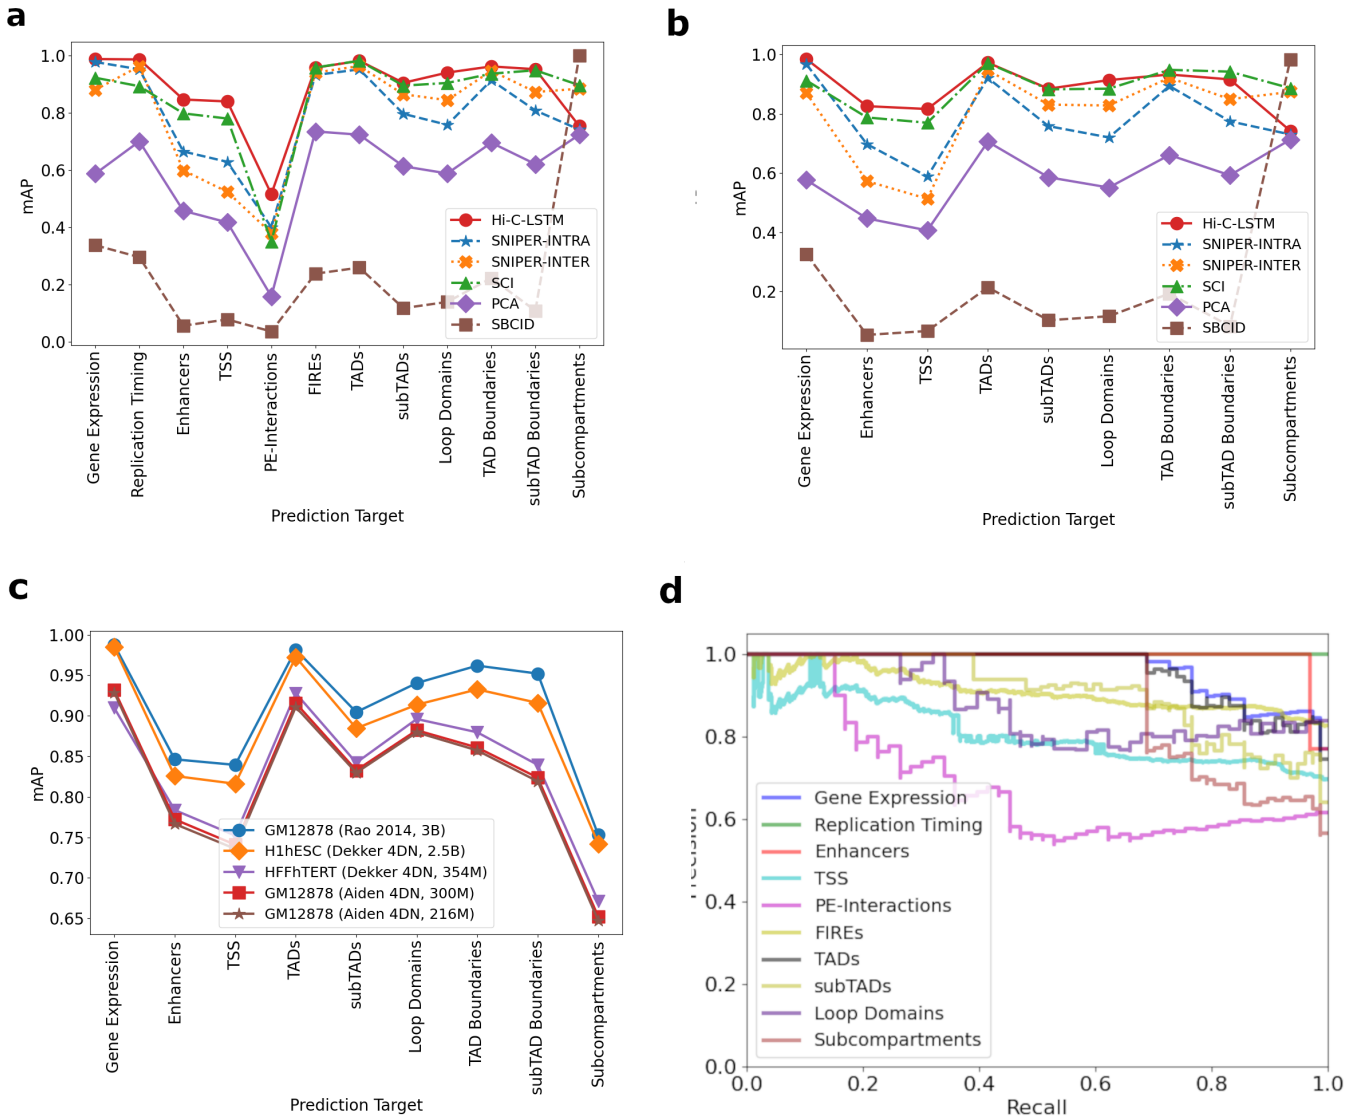 a
mAP
1.0
0.8
0.6
0.4
0.2
0.0
Hi-C-LSTM
SNIPER-INTRA
SNIPER-INTER
SCI
PCA
SBCID
Gene Expression
Replication Timing
Enhancers
TSS
PE-Interactions
FIREs
TADs
subTADs
Loop Domains
TAD Boundaries
subTAD Boundaries
Subcompartments
Prediction Target
b
mAP
1.0
0.8
0.6
0.4
0.2
Hi-C-LSTM
SNIPER-INTRA
SNIPER-INTER
SCI
PCA
SBCID
Gene Expression
Enhancers
TSS
TADs
subTADs
Loop Domains
TAD Boundaries
subTAD Boundaries
Subcompartments
Prediction Target
c
mAP
1.00
0.95
0.90
0.85
0.80
0.75
0.70
0.65
GM12878 (Rao 2014, 3B)
H1hESC (Dekker 4DN, 2.5B)
HFFhTERT (Dekker 4DN, 354M)
GM12878 (Aiden 4DN, 300M)
GM12878 (Aiden 4DN, 216M)
Gene Expression
Enhancers
TSS
TADs
subTADs
Loop Domains
TAD Boundaries
subTAD Boundaries
Subcompartments
Prediction Target
d
1.0
0.8
0.6
0.4
0.2
0.0
Gene Expression
Replication Timing
Enhancers
TSS
PE-Interactions
FIREs
TADs
subTADs
Loop Domains
Subcompartments
0.0 0.2 0.4 0.6 0.8 1.0
Recall